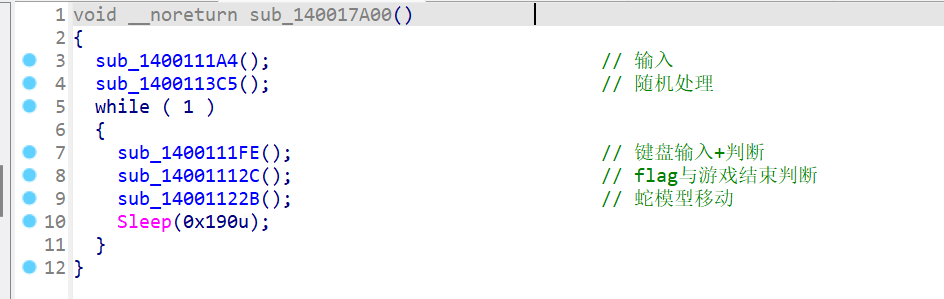 1 void __noreturn sub_140017A00()
2 {
3 sub_1400111A4(); // 输入
4 sub_1400113C5(); // 随机处理
5 while ( 1 )
6 {
7 sub_1400111FE(); // 键盘输入+判断
8 sub_14001112C(); // flag与游戏结束判断
9 sub_14001122B(); // 蛇模型移动
10 Sleep(0x190u);
11 }
12 }